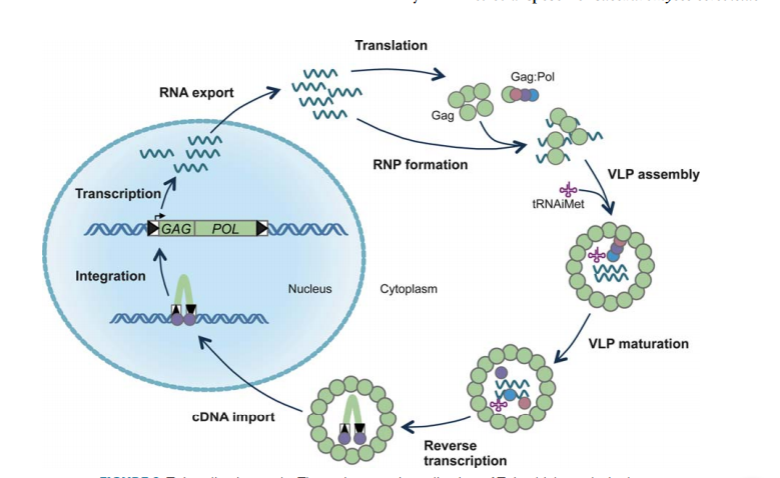 Translation
Gag:Pol
RNA export
Gag
RNP formation
VLP assembly
tRNAiMet
Transcription
GAG POL
Integration
Nucleus
Cytoplasm
VLP maturation
cDNA import
Reverse
transcription